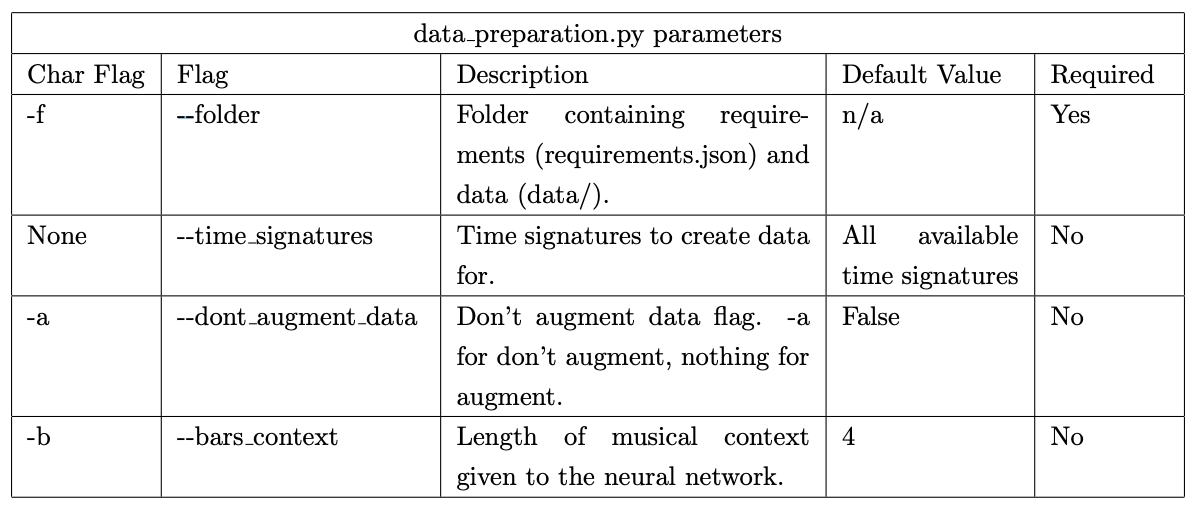 data_preparation.py parameters
Char Flag Flag Description Default Value Required
-f --folder Folder containing require- n/a Yes
ments (requirements.json) and
data (data/).
None --time_signatures Time signatures to create data All available No
for. time signatures
-a --dont_augment_data Don't augment data flag. -a False No
for don't augment, nothing for
augment.
-b --bars_context Length of musical context 4 No
given to the neural network.